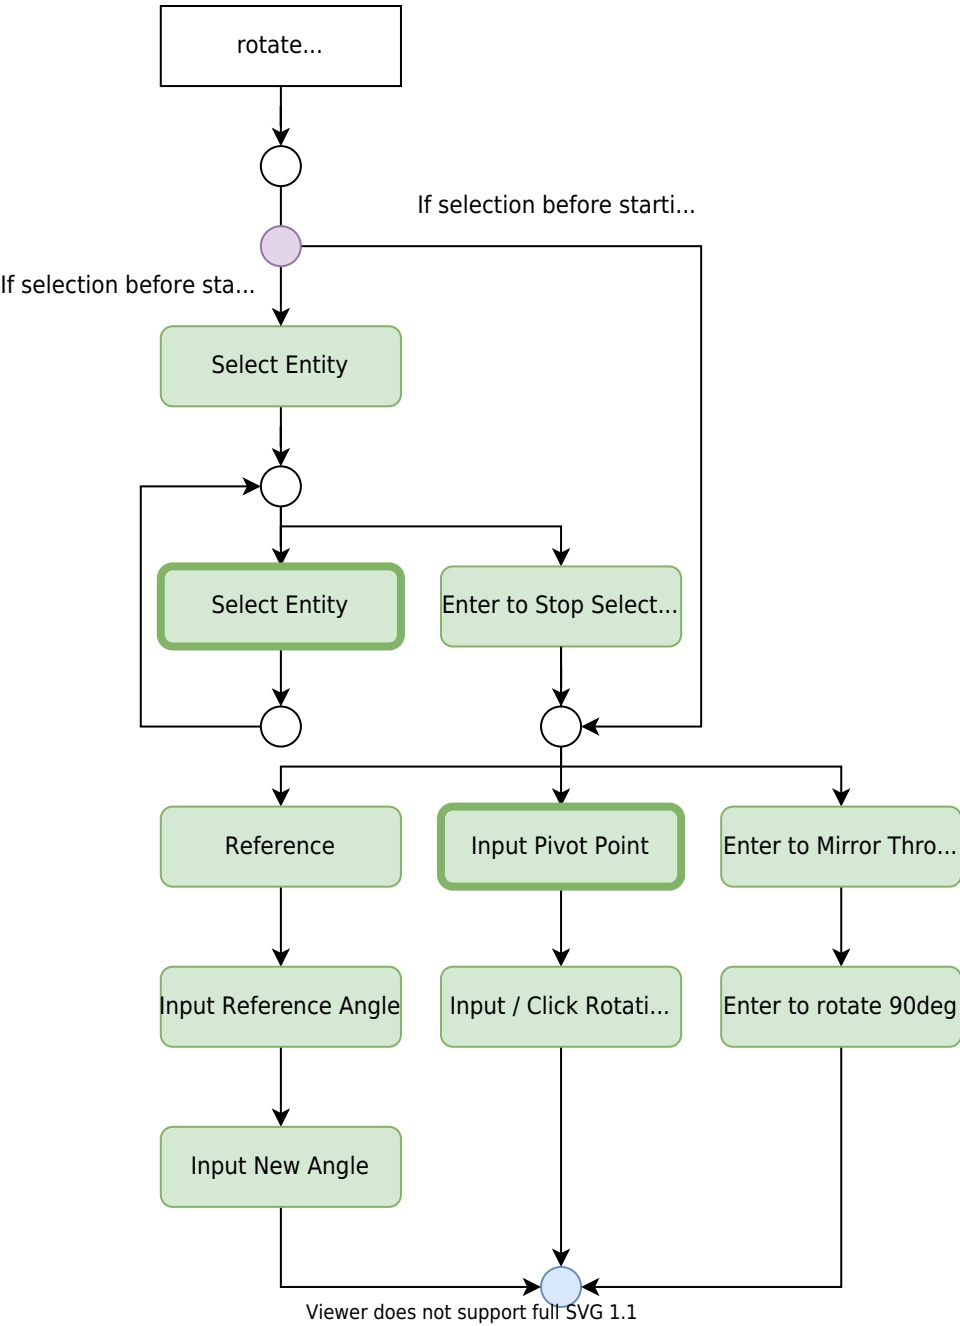 rotate...
If selection before starti...
If selection before sta...
Select Entity
Select Entity
Enter to Stop Select...
Reference
Input Pivot Point
Enter to Mirror Thro...
Input Reference Angle
Input / Click Rotati...
Enter to rotate 90deg
Input New Angle
Viewer does not support full SVG 1.1